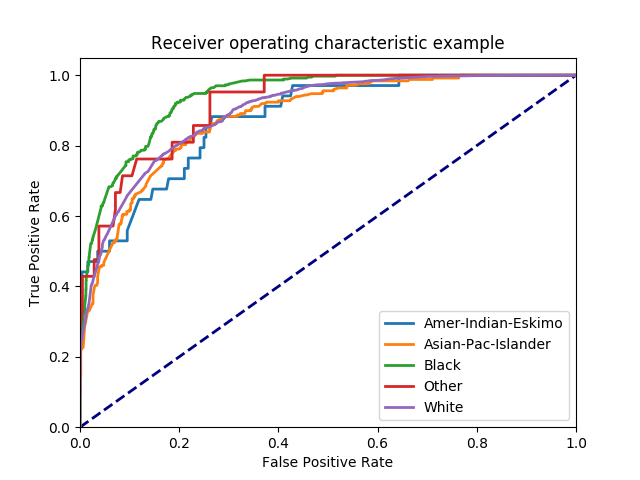 Receiver operating characteristic example
True Positive Rate
1.0
0.8
0.6
0.4
0.2
0.0
Amer-Indian-Eskimo
Asian-Pac-Islander
Black
Other
White
0.0 0.2 0.4 0.6 0.8 1.0
False Positive Rate